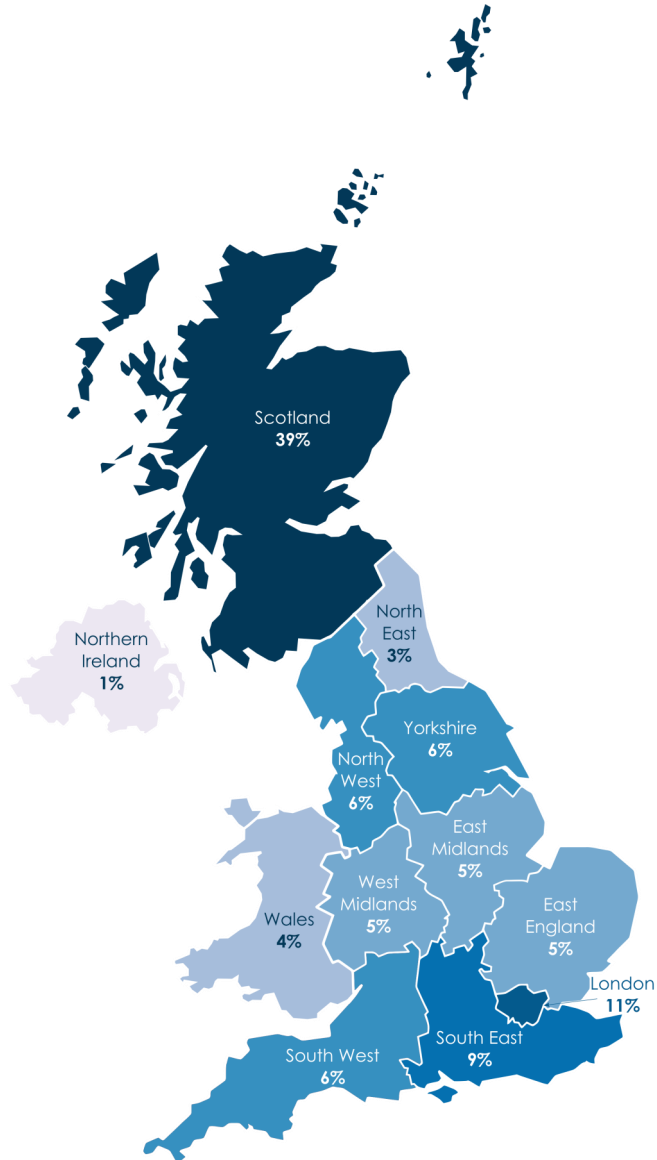 Scotland
39%
North
East
3%
Northern
Ireland
1%
Yorkshire
6%
North
West
6%
East
Midlands
5%
West
Midlands
5%
East
England
5%
Wales
4%
London
11%
South East
9%
South West
6%